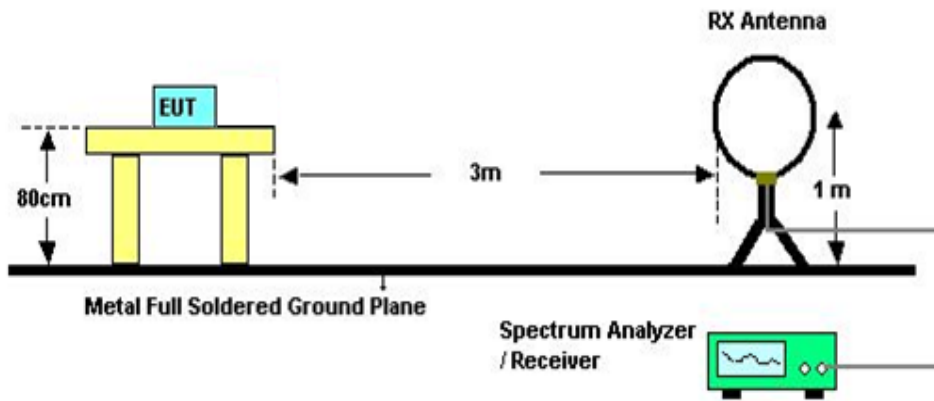 RX Antenna
EUT
3m
80cm
1 m
Metal Full Soldered Ground Plane
Spectrum Analyzer
/ Receiver